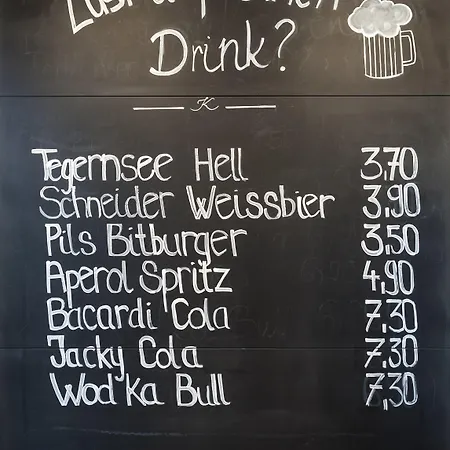 Drink?
K
Tegernsee Hell 3,70
Schneider Weissbier 3,90
Pils Bitburger 3,50
Aperol Spritz 4,90
Bacardi Cola 7,30
Jacky Cola 7,30
Wodka Bull 7,30